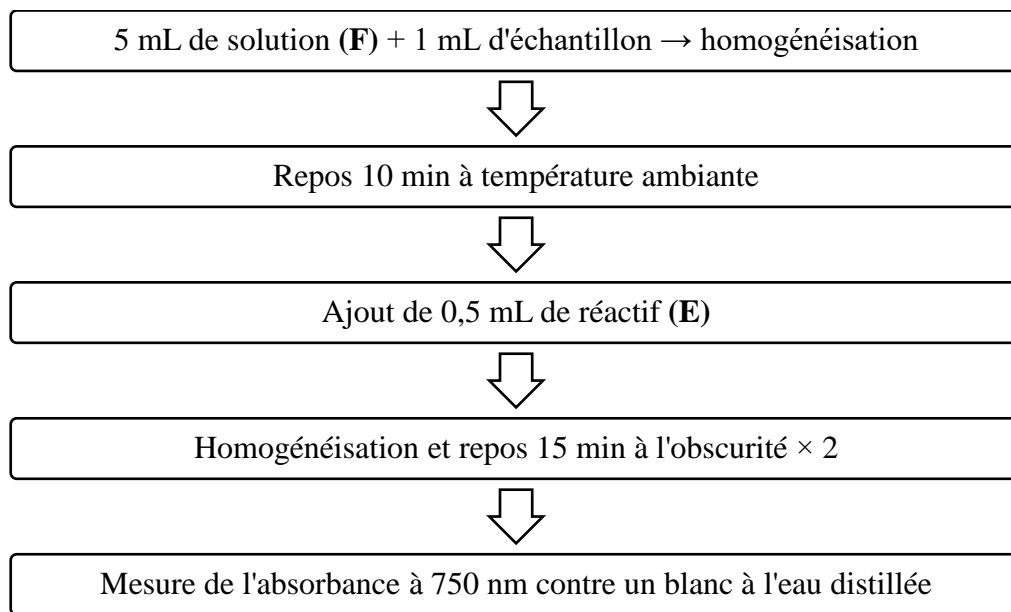 5 mL de solution (F) + 1 mL d'échantillon → homogénéisation
Repos 10 min à température ambiante
Ajout de 0,5 mL de réactif (E)
Homogénéisation et repos 15 min à l'obscurité × 2
Mesure de l'absorbance à 750 nm contre un blanc à l'eau distillée